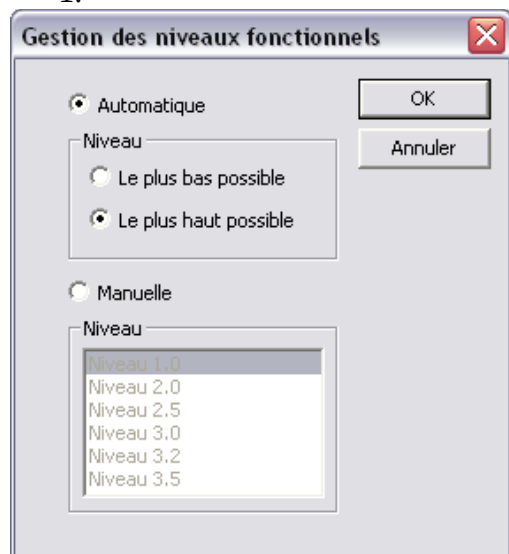 Gestion des niveaux fonctionnels
Automatique
OK
Niveau
Annuler
Le plus bas possible
Le plus haut possible
Manuelle
Niveau
Niveau 1.0
Niveau 2.0
Niveau 2.5
Niveau 3.0
Niveau 3.2
Niveau 3.5